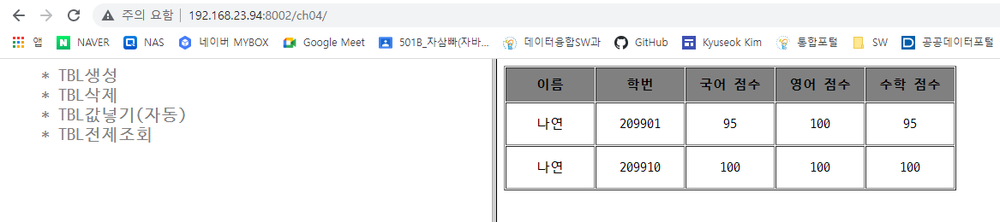 주의 요함 192.168.23.94:8002/ch04/
앱 NAVER NAS 네이버 MYBOX Google Meet 501B_자삼빠(자바... 데이터융합SW과 GitHub Kyuseok Kim 통합포털 SW 공공데이터포털
* TBL생성
* TBL삭제
* TBL값넣기(자동)
* TBL전제조회
이름 학번 국어 점수 영어 점수 수학 점수
나연 209901 95 100 95
나연 209910 100 100 100